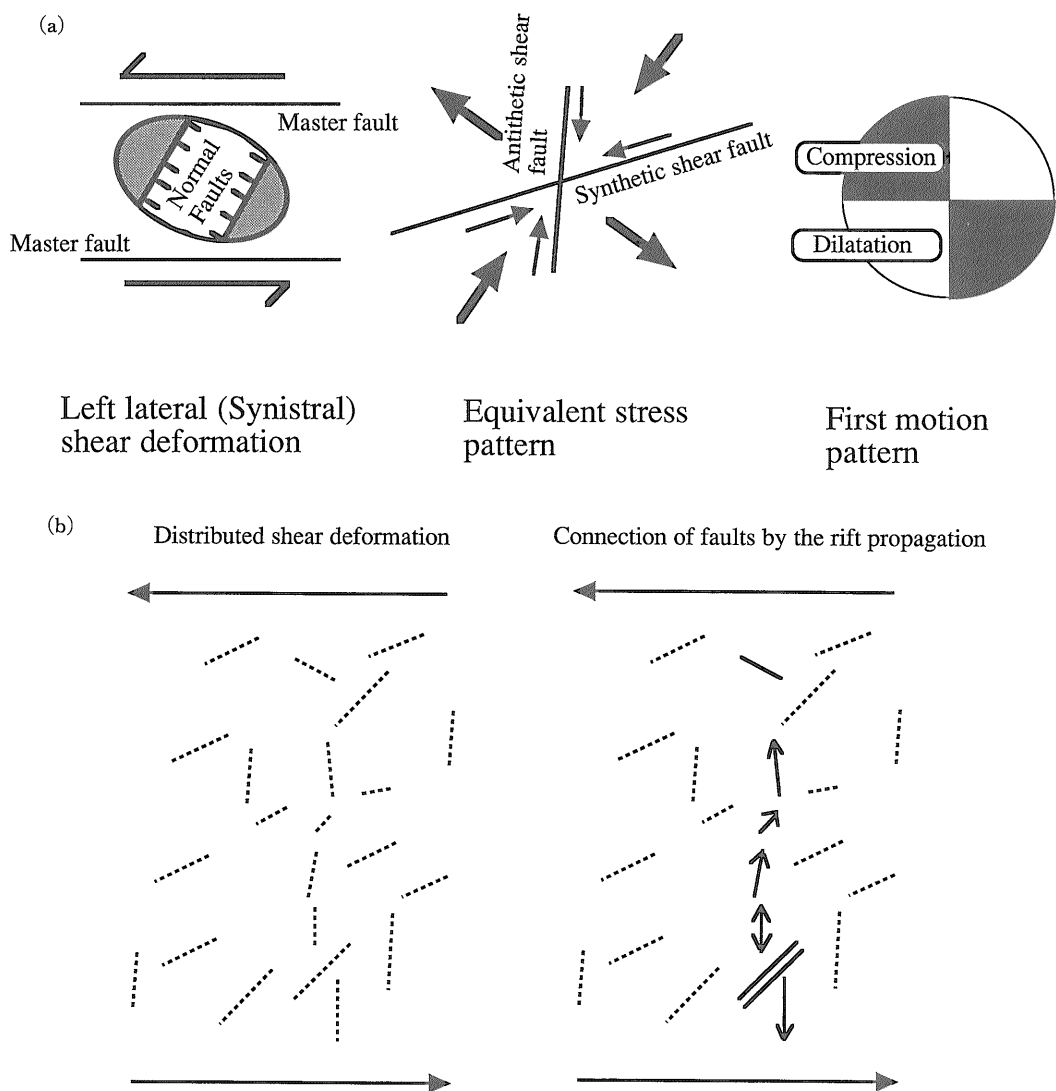 (a)
Master fault
Normal
Faults
Master fault
Left lateral (Synistral)
shear deformation
Antithetic shear
fault
Synthetic shear fault
Equivalent stress
pattern
Compression
Dilatation
First motion
pattern
(b)
Distributed shear deformation
Connection of faults by the rift propagation